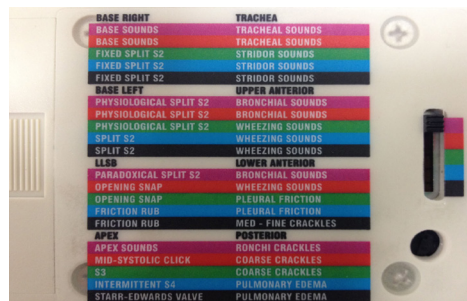 BASE RIGHT TRACHEA
BASE SOUNDS TRACHEAL SOUNDS
BASE SOUNDS TRACHEAL SOUNDS
FIXED SPLIT S2 STRIDOR SOUNDS
FIXED SPLIT S2 STRIDOR SOUNDS
FIXED SPLIT S2 STRIDOR SOUNDS
BASE LEFT UPPER ANTERIOR
PHYSIOLOGICAL SPLIT S2 BRONCHIAL SOUNDS
PHYSIOLOGICAL SPLIT S2 BRONCHIAL SOUNDS
PHYSIOLOGICAL SPLIT S2 WHEEZING SOUNDS
SPLIT S2 WHEEZING SOUNDS
SPLIT S2 WHEEZING SOUNDS
LLSB LOWER ANTERIOR
PARADOXICAL SPLIT S2 BRONCHIAL SOUNDS
OPENING SNAP WHEEZING SOUNDS
OPENING SNAP PLEURAL FRICTION
FRICTION RUB PLEURAL FRICTION
FRICTION RUB MED - FINE CRACKLES
APEX POSTERIOR
APEX SOUNDS RONCHI CRACKLES
MID-SYSTOLIC CLICK COARSE CRACKLES
S3 COARSE CRACKLES
INTERMITTENT S4 PULMONARY EDEMA
STARR-EDWARDS VALVE PULMONARY EDEMA